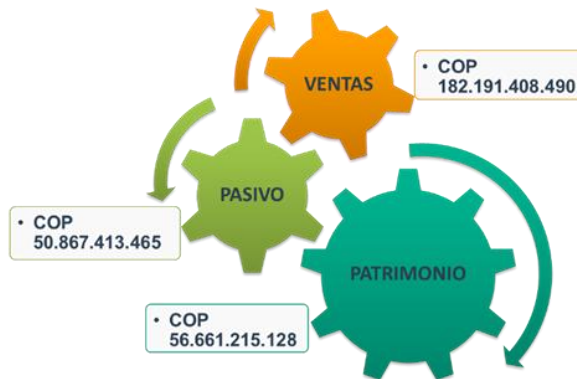 VENTAS
• COP
182.191.408.490
PASIVO
• COP
50.867.413.465
PATRIMONIO
• COP
56.661.215.128